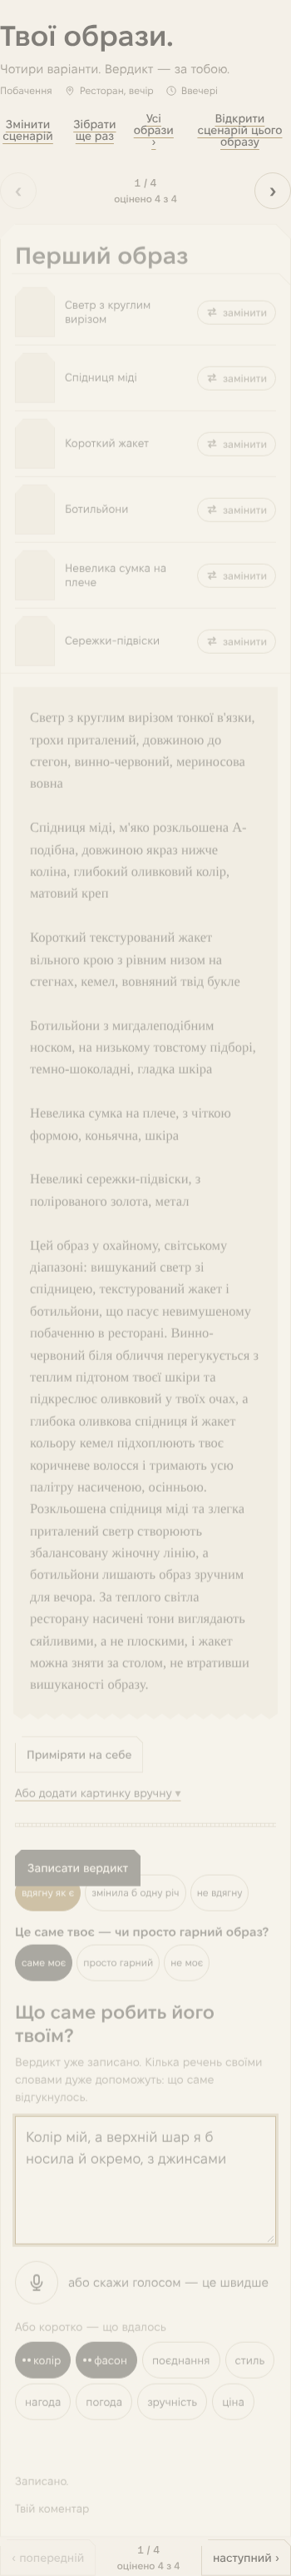 Твої образи.
Чотири варіанти. Вердикт — за тобою.
Побачення Ресторан, вечір Ввечері
Змінити сценарій
Зібрати ще раз
Усі образи ›
Відкрити сценарій цього образу
‹
1 / 4
оцінено 4 з 4
›
Перший образ
Светр з круглим
вирізом
⇄ замінити
Спідниця міді
⇄ замінити
Короткий жакет
⇄ замінити
Ботильйони
⇄ замінити
Невелика сумка на
плече
⇄ замінити
Сережки-підвіски
⇄ замінити
Светр з круглим вирізом тонкої в'язки,
трохи приталений, довжиною до
стегон, винно-червоний, мериносова
вовна
Спідниця міді, м'яко розкльошена А-
подібна, довжиною якраз нижче
коліна, глибокий оливковий колір,
матовий креп
Короткий текстурований жакет
вільного крою з рівним низом на
стегнах, кемел, вовняний твід букле
Ботильйони з мигдалеподібним
носком, на низькому товстому підборі,
темно-шоколадні, гладка шкіра
Невелика сумка на плече, з чіткою
формою, коньячна, шкіра
Невеликі сережки-підвіски, з
полірованого золота, метал
Цей образ у охайному, світському
діапазоні: вишуканий светр зі
спідницею, текстурований жакет і
ботильйони, що пасує невимушеному
побаченню в ресторані. Винно-
червоний біля обличчя перегукується з
теплим підтоном твоєї шкіри та
підкреслює оливковий у твоїх очах, а
глибока оливкова спідниця й жакет
кольору кемел підхоплюють твоє
коричневе волосся і тримають усю
палітру насиченою, осінньою.
Розкльошена спідниця міді та злегка
приталений светр створюють
збалансовану жіночну лінію, а
ботильйони лишають образ зручним
для вечора. За теплого світла
ресторану насичені тони виглядають
сяйливими, а не плоскими, і жакет
можна зняти за столом, не втративши
вишуканості образу.
Приміряти на себе
Або додати картинку вручну ▾
Записати вердикт
вдягну як є змінила б одну річ не вдягну
Це саме твоє — чи просто гарний образ?
саме моє просто гарний не моє
Що саме робить його
твоїм?
Вердикт уже записано. Кілька речень своїми
словами дуже допоможуть: що саме
відгукнулось.
Колір мій, а верхній шар я б
носила й окремо, з джинсами
або скажи голосом — це швидше
Або коротко — що вдалось
колір фасон поєднання стиль
нагода погода зручність ціна
Записано.
Твій коментар
‹ попередній
1 / 4
оцінено 4 з 4
наступний ›